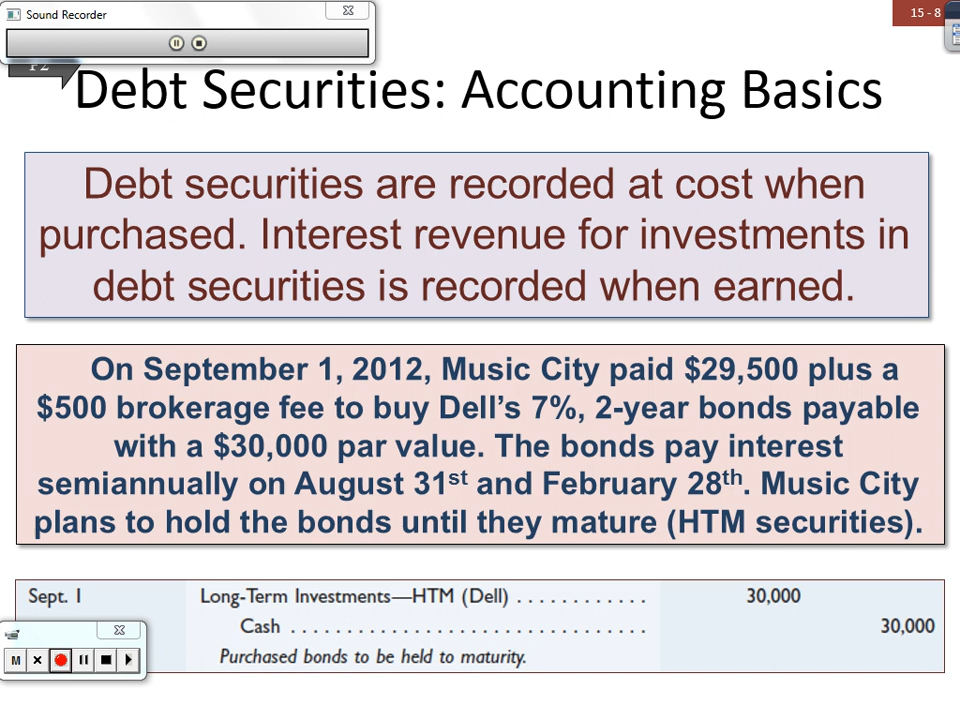 Sound Recorder
15 - 8
P2
Debt Securities: Accounting Basics
Debt securities are recorded at cost when
purchased. Interest revenue for investments in
debt securities is recorded when earned.
On September 1, 2012, Music City paid $29,500 plus a
$500 brokerage fee to buy Dell’s 7%, 2-year bonds payable
with a $30,000 par value. The bonds pay interest
semiannually on August 31st and February 28th. Music City
plans to hold the bonds until they mature (HTM securities).
Sept. 1 Long-Term Investments—HTM (Dell) . . . . . . . . . . . . 30,000
Cash . . . . . . . . . . . . . . . . . . . . . . . . . . . . . . . . 30,000
Purchased bonds to be held to maturity.
M